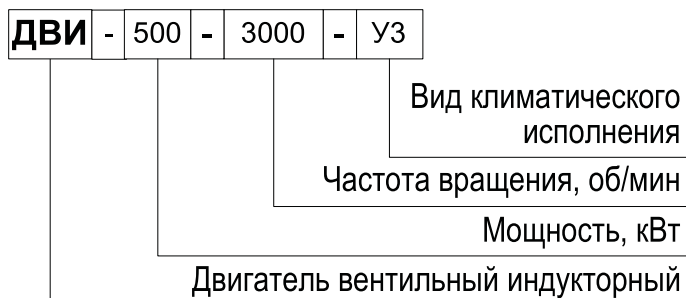 ДВИ - 500 - 3000 - У3
Вид климатического
исполнения
Частота вращения, об/мин
Мощность, кВт
Двигатель вентильный индукторный